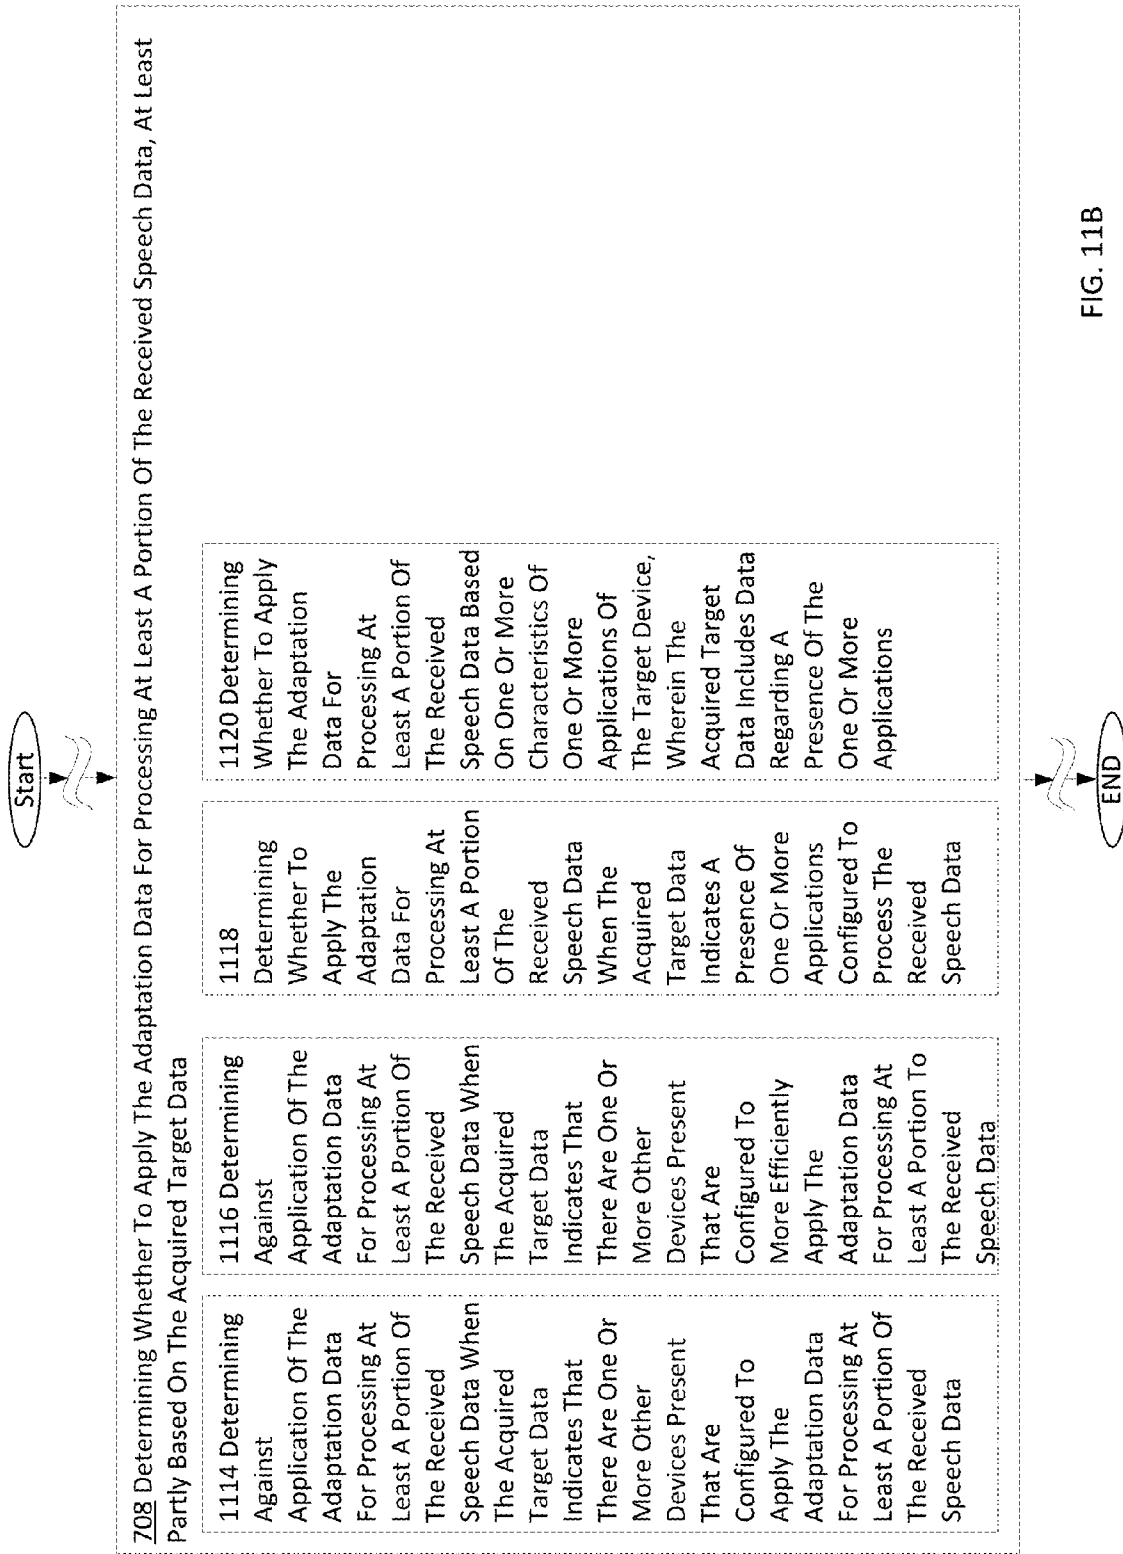 Start
708 Determining Whether To Apply The Adaptation Data For Processing At Least A Portion Of The Received Speech Data, At Least
Partly Based On The Acquired Target Data
1114 Determining
Against
Application Of The
Adaptation Data
For Processing At
Least A Portion Of
The Received
Speech Data When
The Acquired
Target Data
Indicates That
There Are One Or
More Other
Devices Present
That Are
Configured To
Apply The
Adaptation Data
For Processing At
Least A Portion Of
The Received
Speech Data
1116 Determining
Against
Application Of The
Adaptation Data
For Processing At
Least A Portion Of
The Received
Speech Data When
The Acquired
Target Data
Indicates That
There Are One Or
More Other
Devices Present
That Are
Configured To
More Efficiently
Apply The
Adaptation Data
For Processing At
Least A Portion To
The Received
Speech Data
1118
Determining
Whether To
Apply The
Adaptation
Data For
Processing At
Least A Portion
Of The
Received
Speech Data
When The
Acquired
Target Data
Indicates A
Presence Of
One Or More
Applications
Configured To
Process The
Received
Speech Data
1120 Determining
Whether To Apply
The Adaptation
Data For
Processing At
Least A Portion Of
The Received
Speech Data Based
On One Or More
Characteristics Of
One Or More
Applications Of
The Target Device,
Wherein The
Acquired Target
Data Includes Data
Regarding A
Presence Of The
One Or More
Applications
END
FIG. 11B